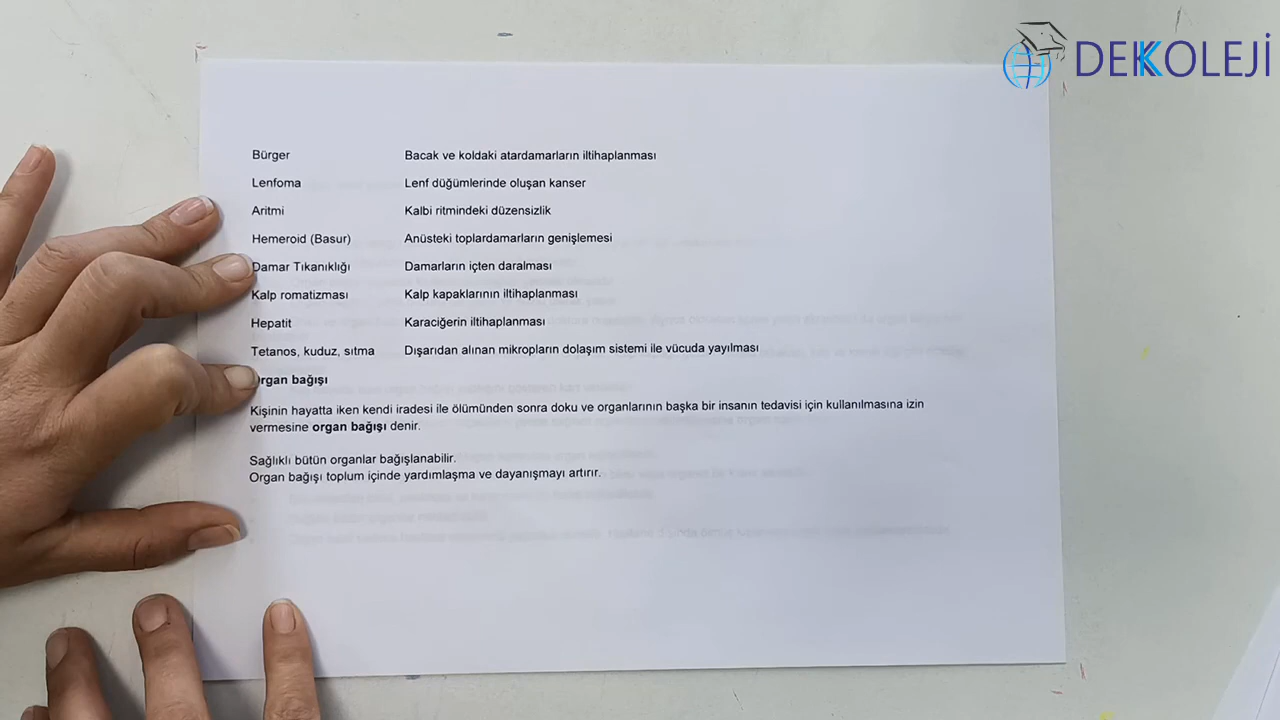 DEKKOLEJİ
Bürger Bacak ve koldaki atardamarların iltihaplanması
Lenfoma Lenf düğümlerinde oluşan kanser
Aritmi Kalbi ritmindeki düzensizlik
Hemeroid (Basur) Anüsteki toplardamarların genişlemesi
Damar Tıkanıklığı Damarların içten daralması
Kalp romatizması Kalp kapaklarının iltihaplanması
Hepatit Karaciğerin iltihaplanması
Tetanos, kuduz, sıtma Dışarıdan alınan mikropların dolaşım sistemi ile vücuda yayılması
Organ bağışı
Kişinin hayatta iken kendi iradesi ile ölümünden sonra doku ve organlarının başka bir insanın tedavisi için kullanılmasına izin
vermesine organ bağışı denir.
Sağlıklı bütün organlar bağışlanabilir.
Organ bağışı toplum içinde yardımlaşma ve dayanışmayı artırır.